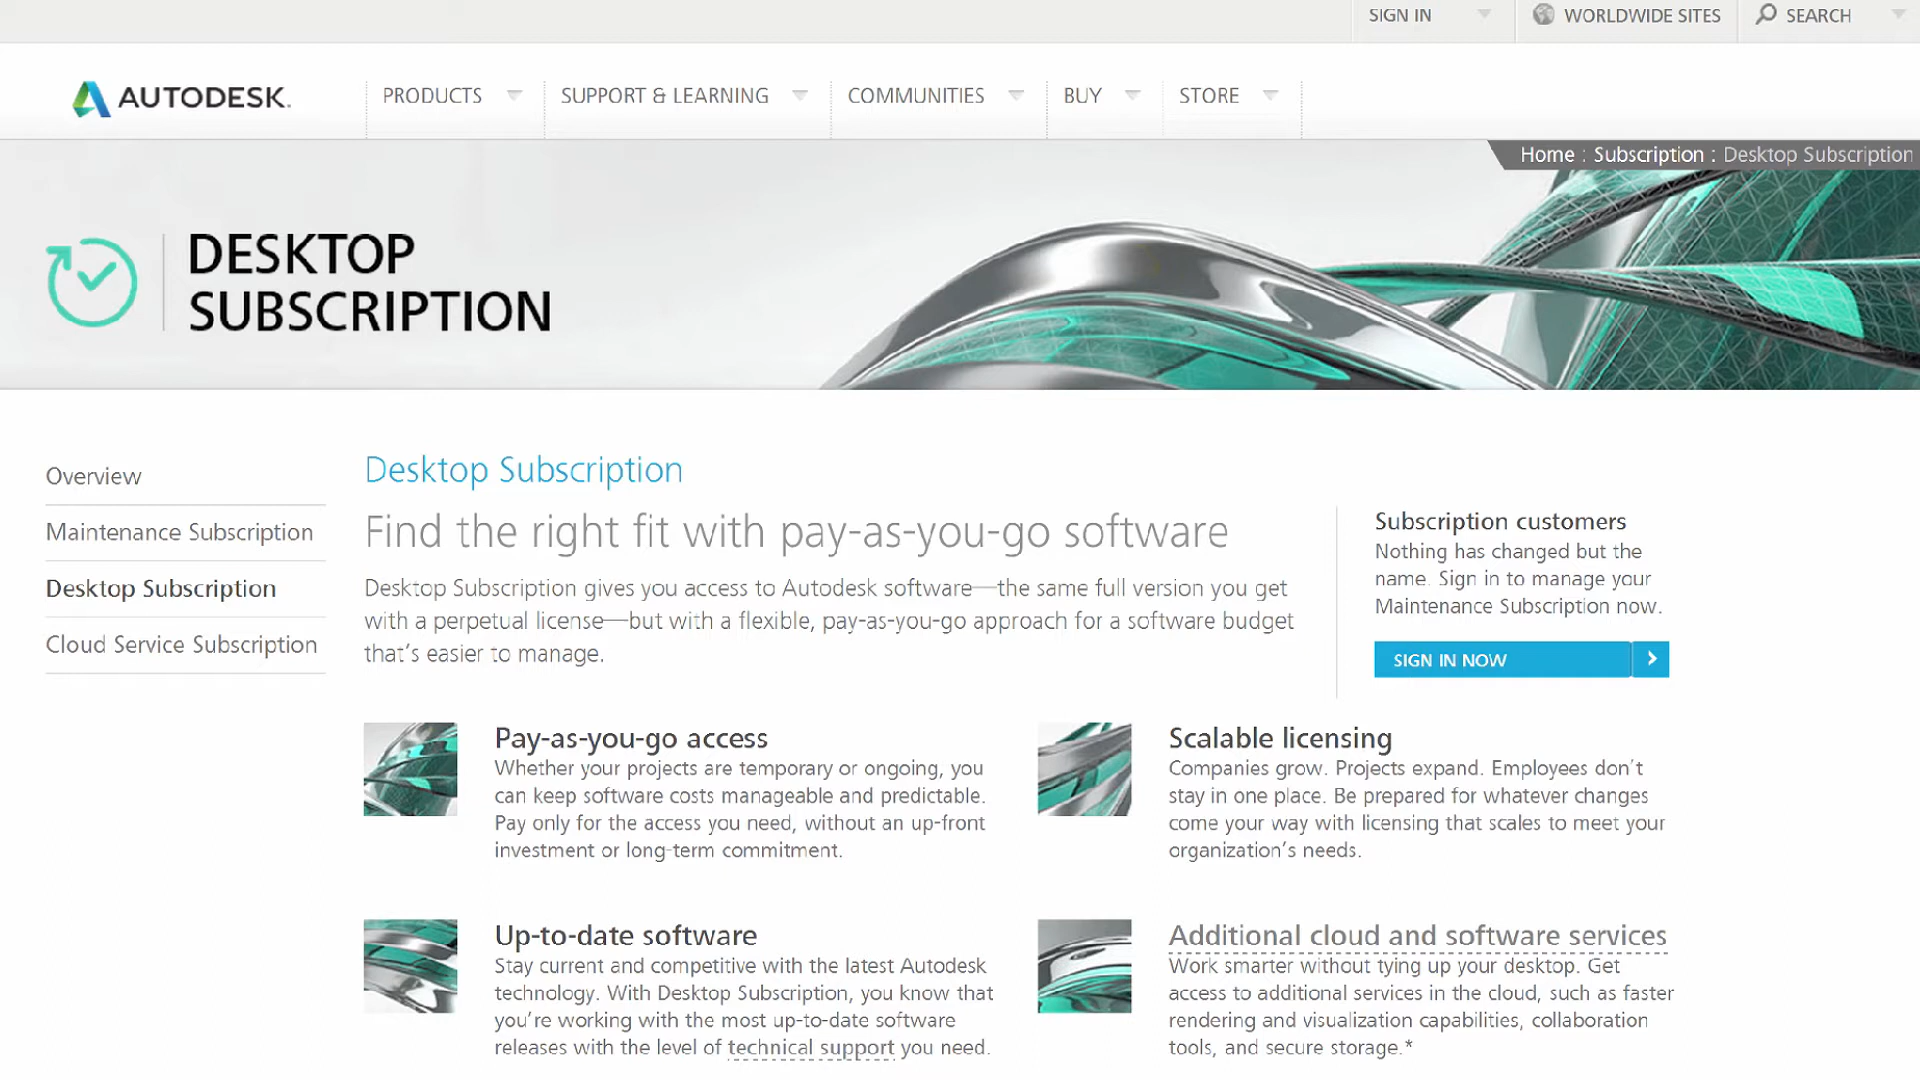 SIGN IN
WORLDWIDE SITES
SEARCH
AUTODESK.
PRODUCTS
SUPPORT & LEARNING
COMMUNITIES
BUY
STORE
Home : Subscription : Desktop Subscription
DESKTOP
SUBSCRIPTION
Overview
Maintenance Subscription
Desktop Subscription
Cloud Service Subscription
Desktop Subscription
Find the right fit with pay-as-you-go software
Desktop Subscription gives you access to Autodesk software—the same full version you get
with a perpetual license—but with a flexible, pay-as-you-go approach for a software budget
that's easier to manage.
Subscription customers
Nothing has changed but the
name. Sign in to manage your
Maintenance Subscription now.
SIGN IN NOW
Pay-as-you-go access
Whether your projects are temporary or ongoing, you
can keep software costs manageable and predictable.
Pay only for the access you need, without an up-front
investment or long-term commitment.
Scalable licensing
Companies grow. Projects expand. Employees don't
stay in one place. Be prepared for whatever changes
come your way with licensing that scales to meet your
organization's needs.
Up-to-date software
Stay current and competitive with the latest Autodesk
technology. With Desktop Subscription, you know that
you're working with the most up-to-date software
releases with the level of technical support you need.
Additional cloud and software services
Work smarter without tying up your desktop. Get
access to additional services in the cloud, such as faster
rendering and visualization capabilities, collaboration
tools, and secure storage.*